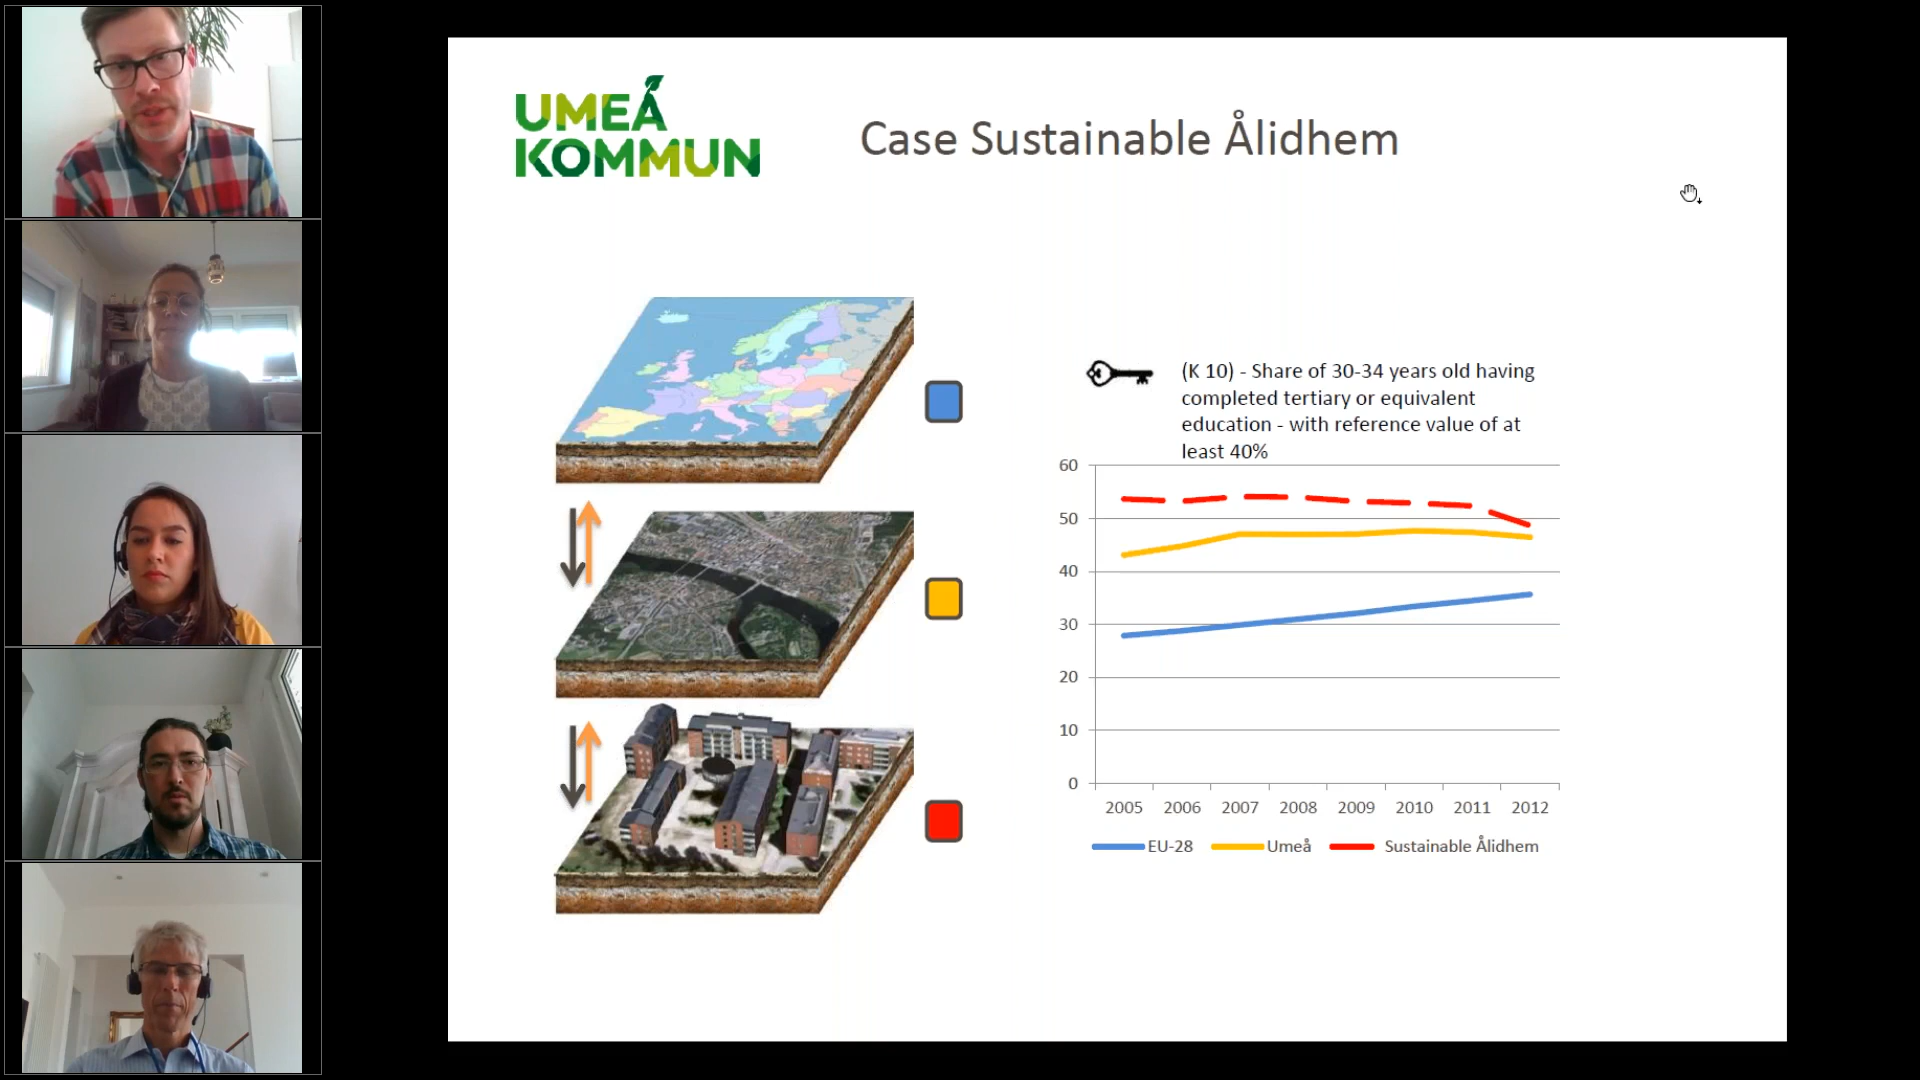 UMEÅ
KOMMUN
Case Sustainable Ålidhem
(K 10) - Share of 30-34 years old having
completed tertiary or equivalent
education - with reference value of at
least 40%
60
50
40
30
20
10
0
2005 2006 2007 2008 2009 2010 2011 2012
EU-28 Umeå Sustainable Ålidhem